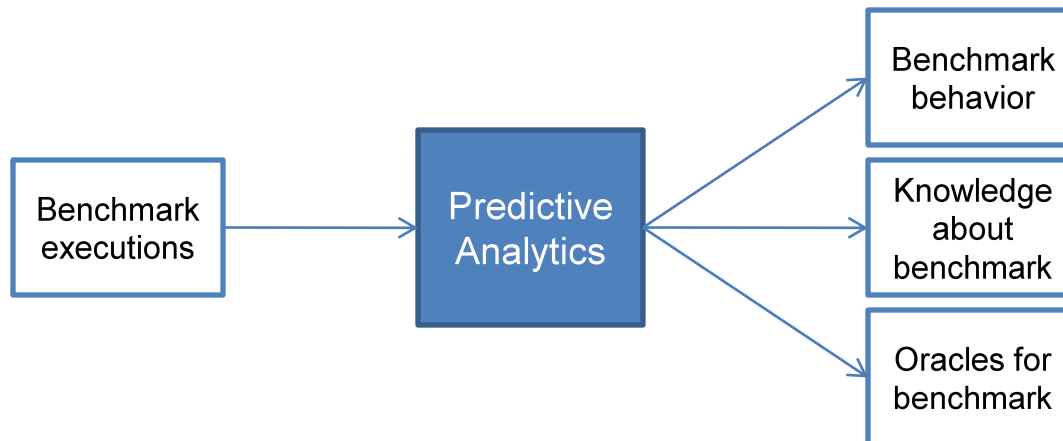 Benchmark
executions
Predictive
Analytics
Benchmark
behavior
Knowledge
about
benchmark
Oracles for
benchmark